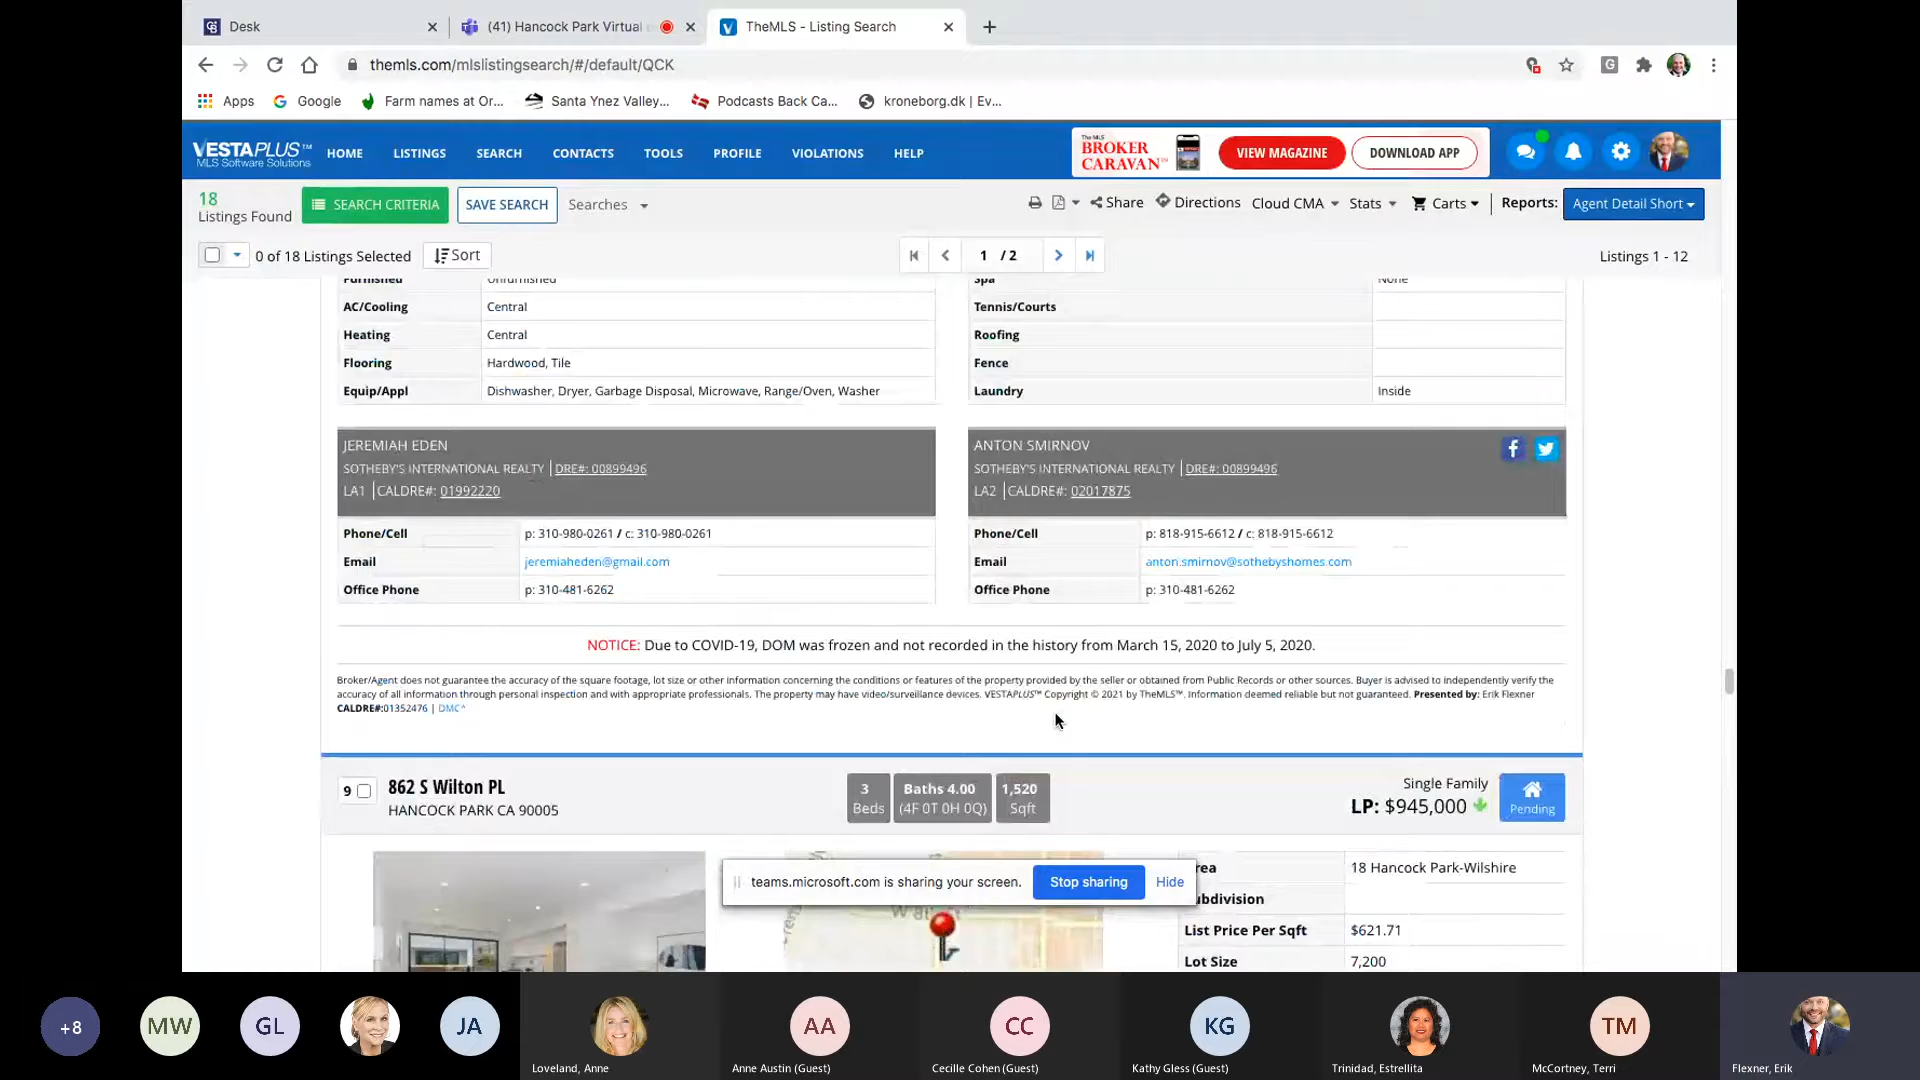 Desk
(41) Hancock Park Virtual
TheMLS - Listing Search
themls.com/mlslistingsearch/#/default/QCK
Apps
Google
Farm names at Or...
Santa Ynez Valley...
Podcasts Back Ca...
kroneborg.dk | Ev...
VESTAPLUS™
MLS Software Solutions
HOME
LISTINGS
SEARCH
CONTACTS
TOOLS
PROFILE
VIOLATIONS
HELP
The MLS
BROKER
CARAVAN™
VIEW MAGAZINE
DOWNLOAD APP
18
Listings Found
SEARCH CRITERIA
SAVE SEARCH
Searches
Share
Directions
Cloud CMA
Stats
Carts
Reports:
Agent Detail Short
0 of 18 Listings Selected
Sort
1 / 2
Listings 1 - 12
Furnished Unfurnished
AC/Cooling Central
Heating Central
Flooring Hardwood, Tile
Equip/Appl Dishwasher, Dryer, Garbage Disposal, Microwave, Range/Oven, Washer
Spa None
Tennis/Courts
Roofing
Fence
Laundry Inside
JEREMIAH EDEN
SOTHEBY'S INTERNATIONAL REALTY | DRE#: 00899496
LA1 | CALDRE#: 01992220
Phone/Cell p: 310-980-0261 / c: 310-980-0261
Email jeremiaheden@gmail.com
Office Phone p: 310-481-6262
ANTON SMIRNOV
SOTHEBY'S INTERNATIONAL REALTY | DRE#: 00899496
LA2 | CALDRE#: 02017875
Phone/Cell p: 818-915-6612 / c: 818-915-6612
Email anton.smirnov@sothebyshomes.com
Office Phone p: 310-481-6262
NOTICE: Due to COVID-19, DOM was frozen and not recorded in the history from March 15, 2020 to July 5, 2020.
Broker/Agent does not guarantee the accuracy of the square footage, lot size or other information concerning the conditions or features of the property provided by the seller or obtained from Public Records or other sources. Buyer is advised to independently verify the
accuracy of all information through personal inspection and with appropriate professionals. The property may have video/surveillance devices. VESTAPLUS™ Copyright © 2021 by TheMLS™. Information deemed reliable but not guaranteed. Presented by: Erik Flexner
CALDRE#:01352476 | DMC^
9
862 S Wilton PL
HANCOCK PARK CA 90005
3
Beds
Baths 4.00
(4F 0T 0H 0Q)
1,520
Sqft
Single Family
LP: $945,000
Pending
teams.microsoft.com is sharing your screen.
Stop sharing
Hide
rea 18 Hancock Park-Wilshire
ubdivision
List Price Per Sqft $621.71
Lot Size 7,200
+8
MW
GL
JA
AA
CC
KG
TM
Loveland, Anne
Anne Austin (Guest)
Cecille Cohen (Guest)
Kathy Gless (Guest)
Trinidad, Estrellita
McCortney, Terri
Flexner, Erik